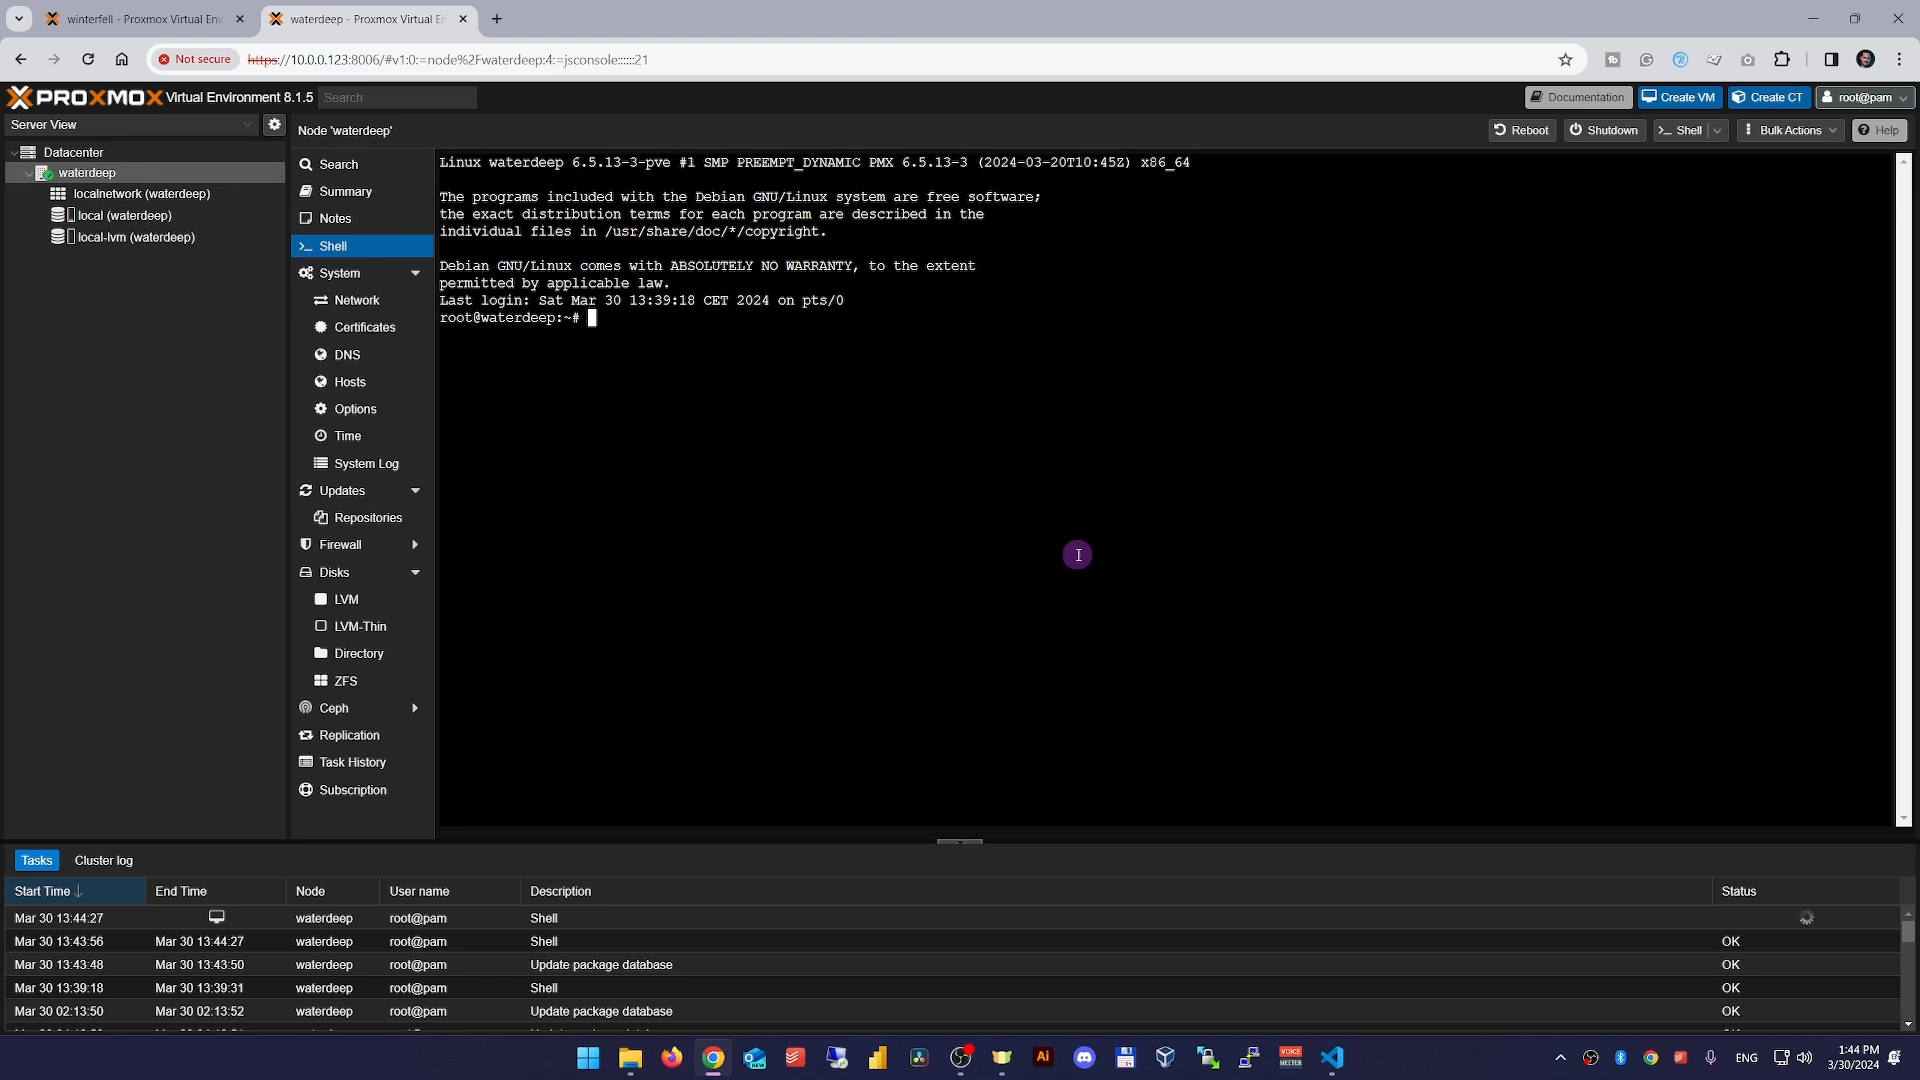 winterfell - Proxmox Virtual Env
waterdeep - Proxmox Virtual E
Not secure
https://10.0.0.123:8006/#v1:0:=node%2Fwaterdeep:4:=jsconsole::::::21
PROXMOX Virtual Environment 8.1.5
Search
Documentation
Create VM
Create CT
root@pam
Server View
Node 'waterdeep'
Reboot
Shutdown
Shell
Bulk Actions
Help
Datacenter
waterdeep
localnetwork (waterdeep)
local (waterdeep)
local-lvm (waterdeep)
Search
Summary
Notes
Shell
System
Network
Certificates
DNS
Hosts
Options
Time
System Log
Updates
Repositories
Firewall
Disks
LVM
LVM-Thin
Directory
ZFS
Ceph
Replication
Task History
Subscription
Linux waterdeep 6.5.13-3-pve #1 SMP PREEMPT_DYNAMIC PMX 6.5.13-3 (2024-03-20T10:45Z) x86_64
The programs included with the Debian GNU/Linux system are free software;
the exact distribution terms for each program are described in the
individual files in /usr/share/doc/*/copyright.
Debian GNU/Linux comes with ABSOLUTELY NO WARRANTY, to the extent
permitted by applicable law.
Last login: Sat Mar 30 13:39:18 CET 2024 on pts/0
root@waterdeep:~#
Tasks
Cluster log
Start Time
End Time
Node
User name
Description
Status
Mar 30 13:44:27 waterdeep root@pam Shell
Mar 30 13:43:56 Mar 30 13:44:27 waterdeep root@pam Shell OK
Mar 30 13:43:48 Mar 30 13:43:50 waterdeep root@pam Update package database OK
Mar 30 13:39:18 Mar 30 13:39:31 waterdeep root@pam Shell OK
Mar 30 02:13:50 Mar 30 02:13:52 waterdeep root@pam Update package database OK
NEW
Ai
VOICE
MEETER
ENG
1:44 PM
3/30/2024